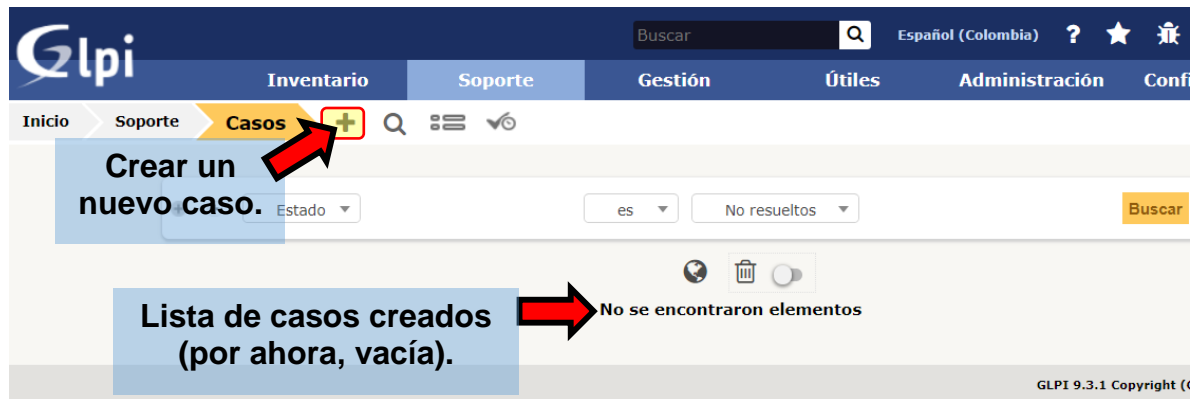 Glpi
Buscar
Español (Colombia) ?
Inventario Soporte Gestión Útiles Administración Confi
Inicio Soporte Casos
Crear un
nuevo caso.
Estado es No resueltos Buscar
Lista de casos creados
(por ahora, vacía).
No se encontraron elementos
GLPI 9.3.1 Copyright (